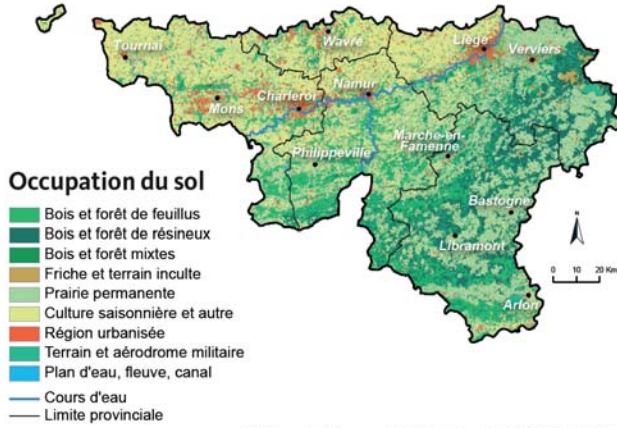 Tournai
Wavre
Liège
Verviers
Mons
Charleroi
Namur
Philippeville
Marche-en-
Famenne
Bastogne
Libramont
Arlon
N
0 10 20 Km
Occupation du sol
Bois et forêt de feuillus
Bois et forêt de résineux
Bois et forêt mixtes
Friche et terrain inculte
Prairie permanente
Culture saisonnière et autre
Région urbanisée
Terrain et aérodrome militaire
Plan d'eau, fleuve, canal
Cours d'eau
Limite provinciale